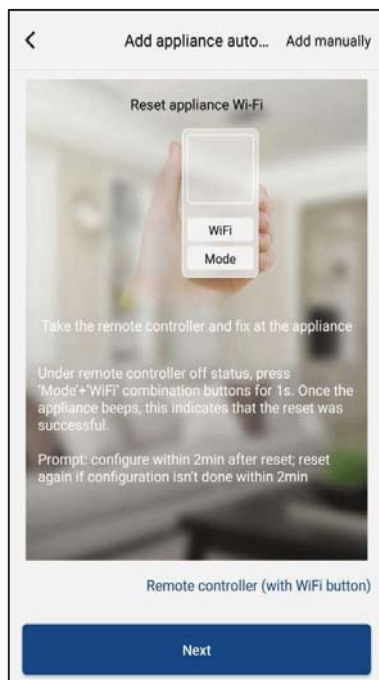 Add appliance auto... Add manually
Reset appliance Wi-Fi
WiFi
Mode
Take the remote controller and fix at the appliance
Under remote controller off status, press
'Mode'+'WiFi' combination buttons for 1s. Once the
appliance beeps, this indicates that the reset was
successful.
Prompt: configure within 2min after reset; reset
again if configuration isn't done within 2min
Remote controller (with WiFi button)
Next